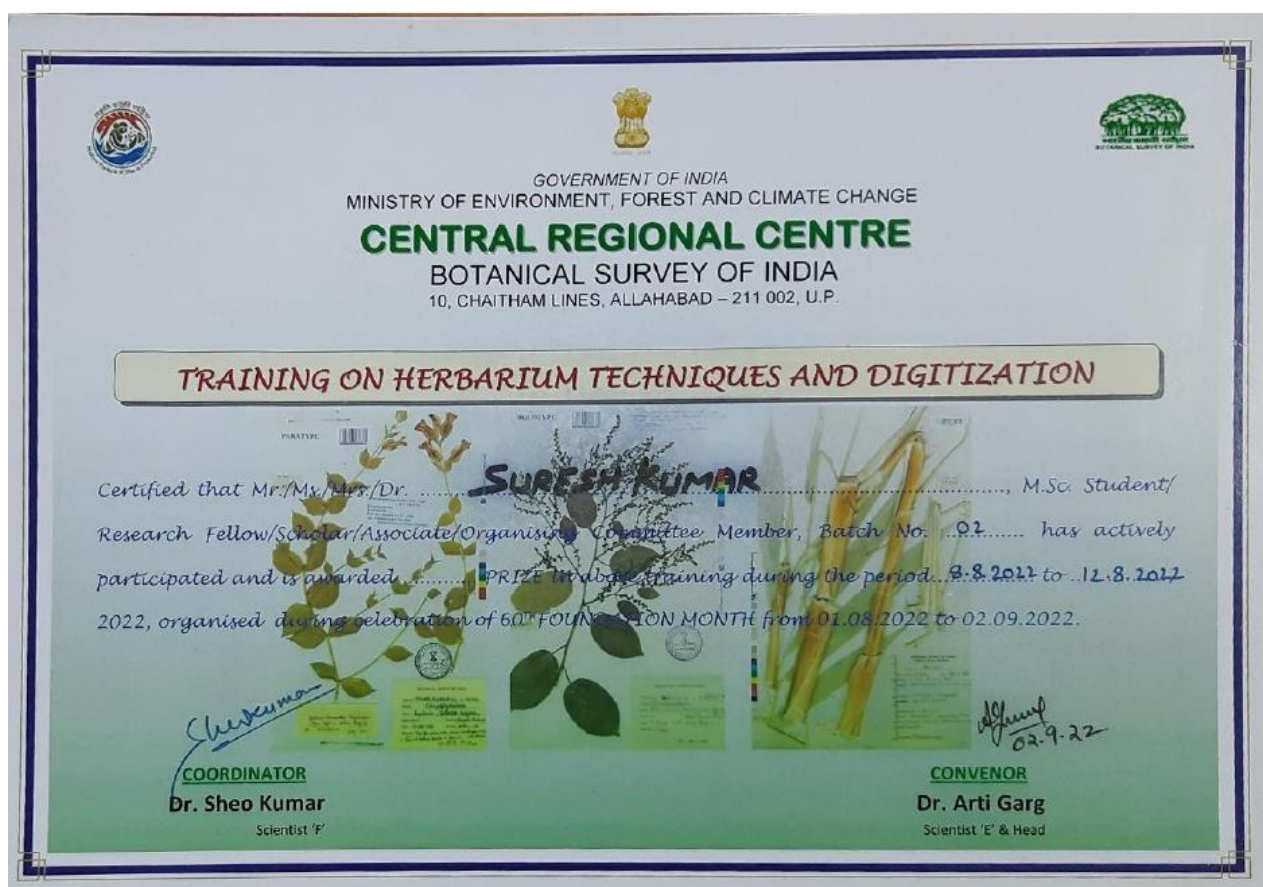 GOVERNMENT OF INDIA
MINISTRY OF ENVIRONMENT, FOREST AND CLIMATE CHANGE
CENTRAL REGIONAL CENTRE
BOTANICAL SURVEY OF INDIA
10, CHAITHAM LINES, ALLAHABAD – 211 002, U.P.
BOTANICAL SURVEY OF INDIA
TRAINING ON HERBARIUM TECHNIQUES AND DIGITIZATION
PARATYPE
Certified that Mr./Ms./Mrs./Dr. ........SURESH KUMAR........, M.Sc. Student/
Research Fellow/Scholar/Associate/Organising Committee Member, Batch No. ..02........ has actively
participated and is awarded ........... PRIZE in above training during the period..8.8.2022 to ..12.8.2022
2022, organised during celebration of 60th FOUNDATION MONTH from 01.08.2022 to 02.09.2022.
Sheokumar
02-9-22
COORDINATOR
Dr. Sheo Kumar
Scientist 'F'
CONVENOR
Dr. Arti Garg
Scientist 'E' & Head